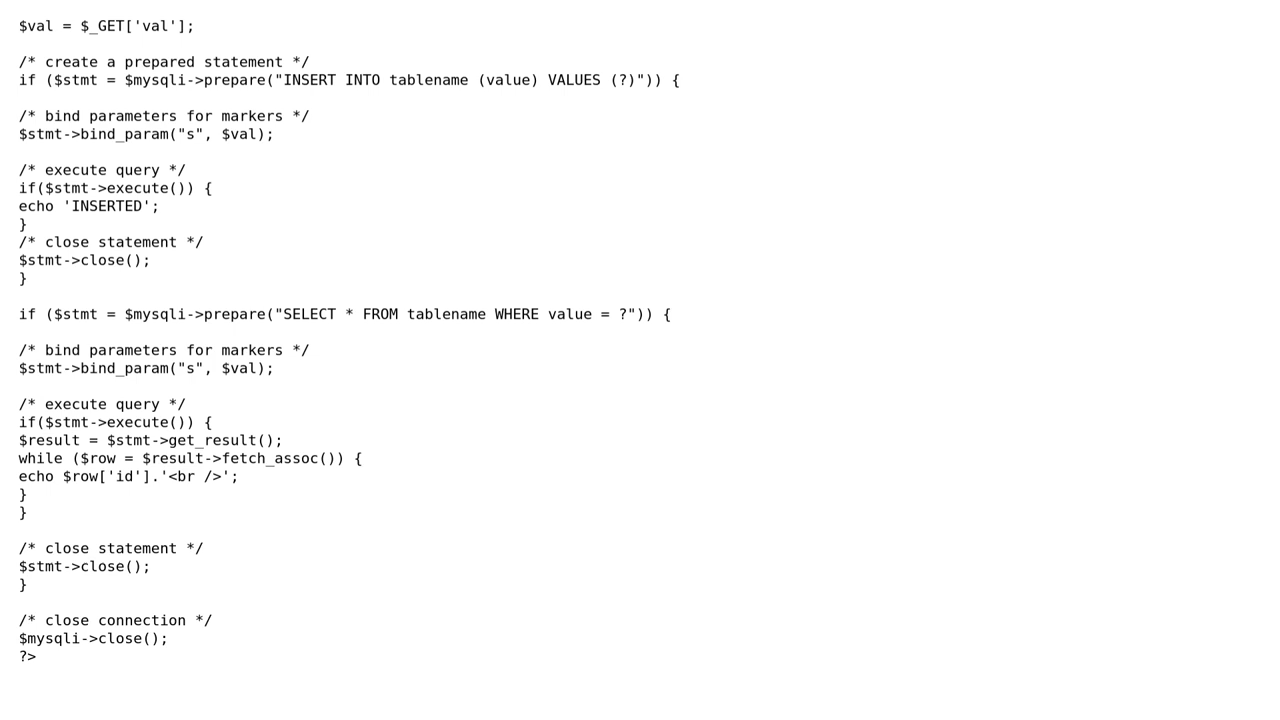 $val = $_GET['val'];
/* create a prepared statement */
if ($stmt = $mysqli->prepare("INSERT INTO tablename (value) VALUES (?)")) {
/* bind parameters for markers */
$stmt->bind_param("s", $val);
/* execute query */
if($stmt->execute()) {
echo 'INSERTED';
}
/* close statement */
$stmt->close();
}
if ($stmt = $mysqli->prepare("SELECT * FROM tablename WHERE value = ?")) {
/* bind parameters for markers */
$stmt->bind_param("s", $val);
/* execute query */
if($stmt->execute()) {
$result = $stmt->get_result();
while ($row = $result->fetch_assoc()) {
echo $row['id'].'<br />';
}
}
/* close statement */
$stmt->close();
}
/* close connection */
$mysqli->close();
?>